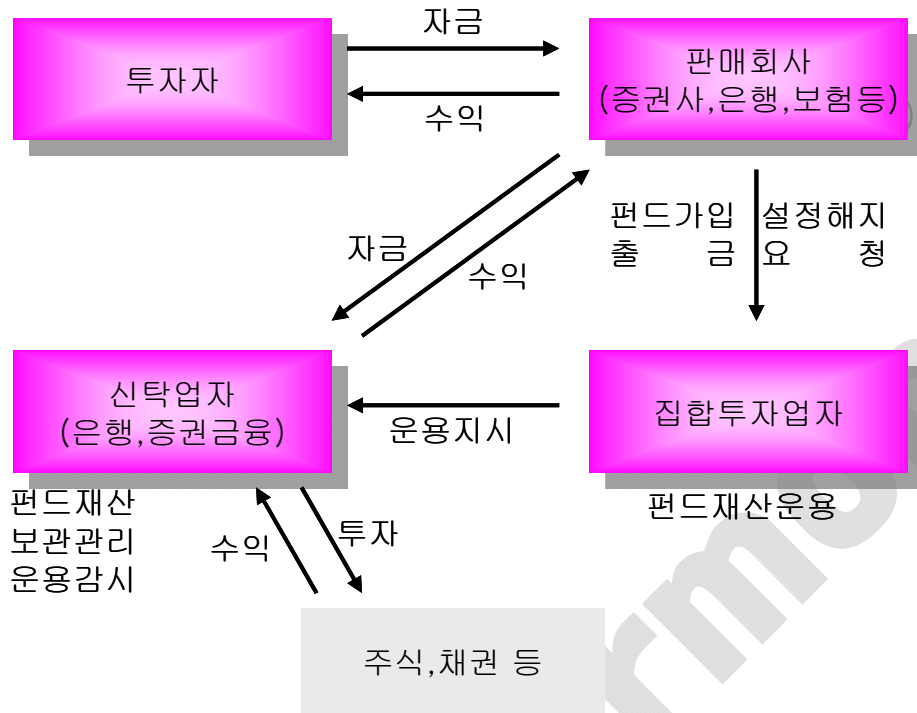 자금
투자자
판매회사
(증권사,은행,보험등)
수익
펀드가입 설정해지
출 금 요 청
자금
수익
신탁업자
(은행,증권금융)
운용지시
집합투자업자
펀드재산
보관관리
운용감시
수익
투자
펀드재산운용
주식,채권 등